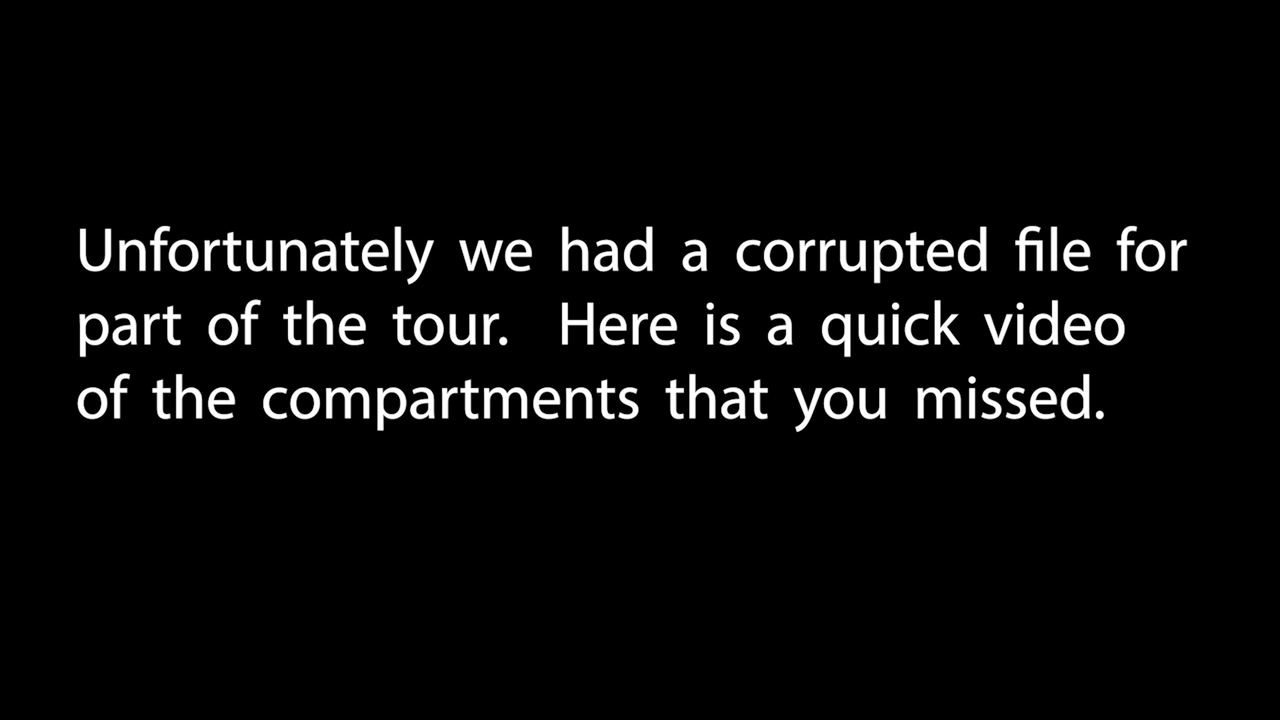 Unfortunately we had a corrupted file for
part of the tour.  Here is a quick video
of the compartments that you missed.